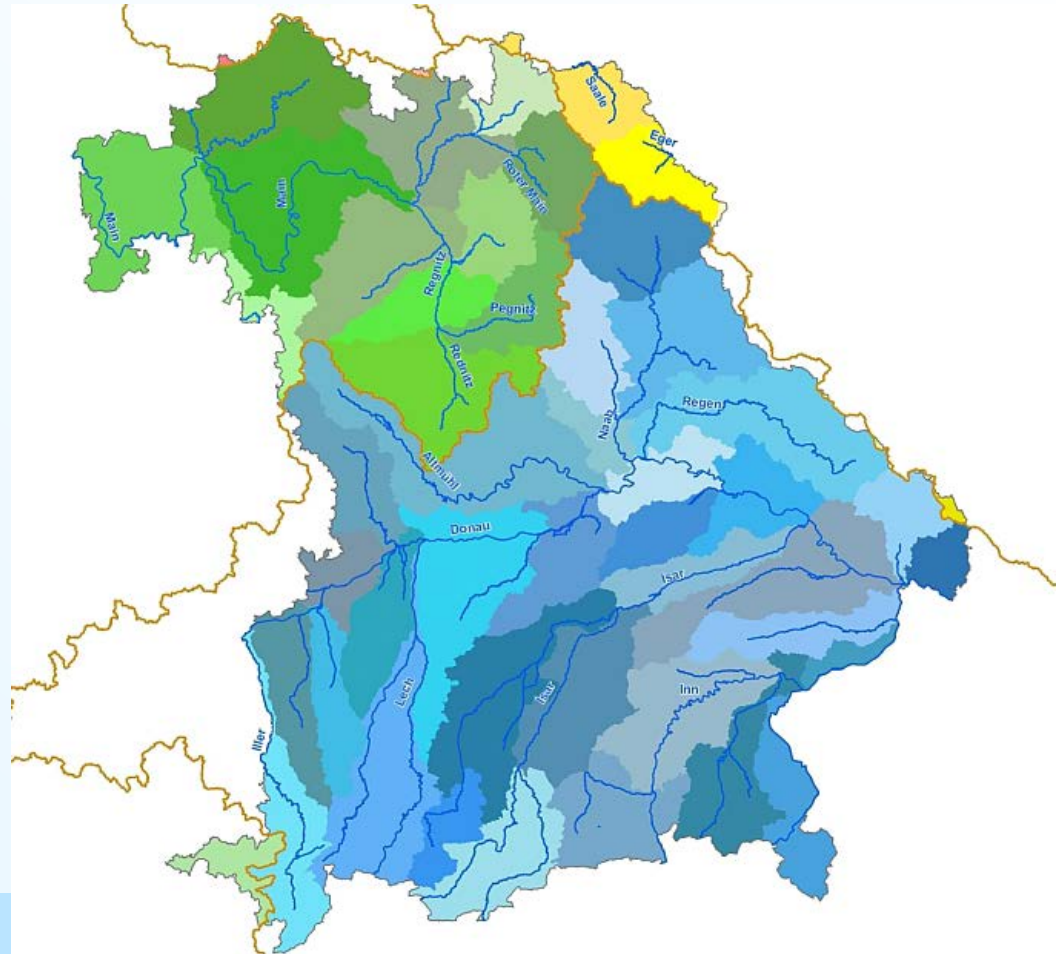 Saale
Eger
Main
Main
Roter Main
Regnitz
Pegnitz
Rednitz
Regen
Naab
Altmühl
Donau
Isar
Lech
Isar
Inn
Iller